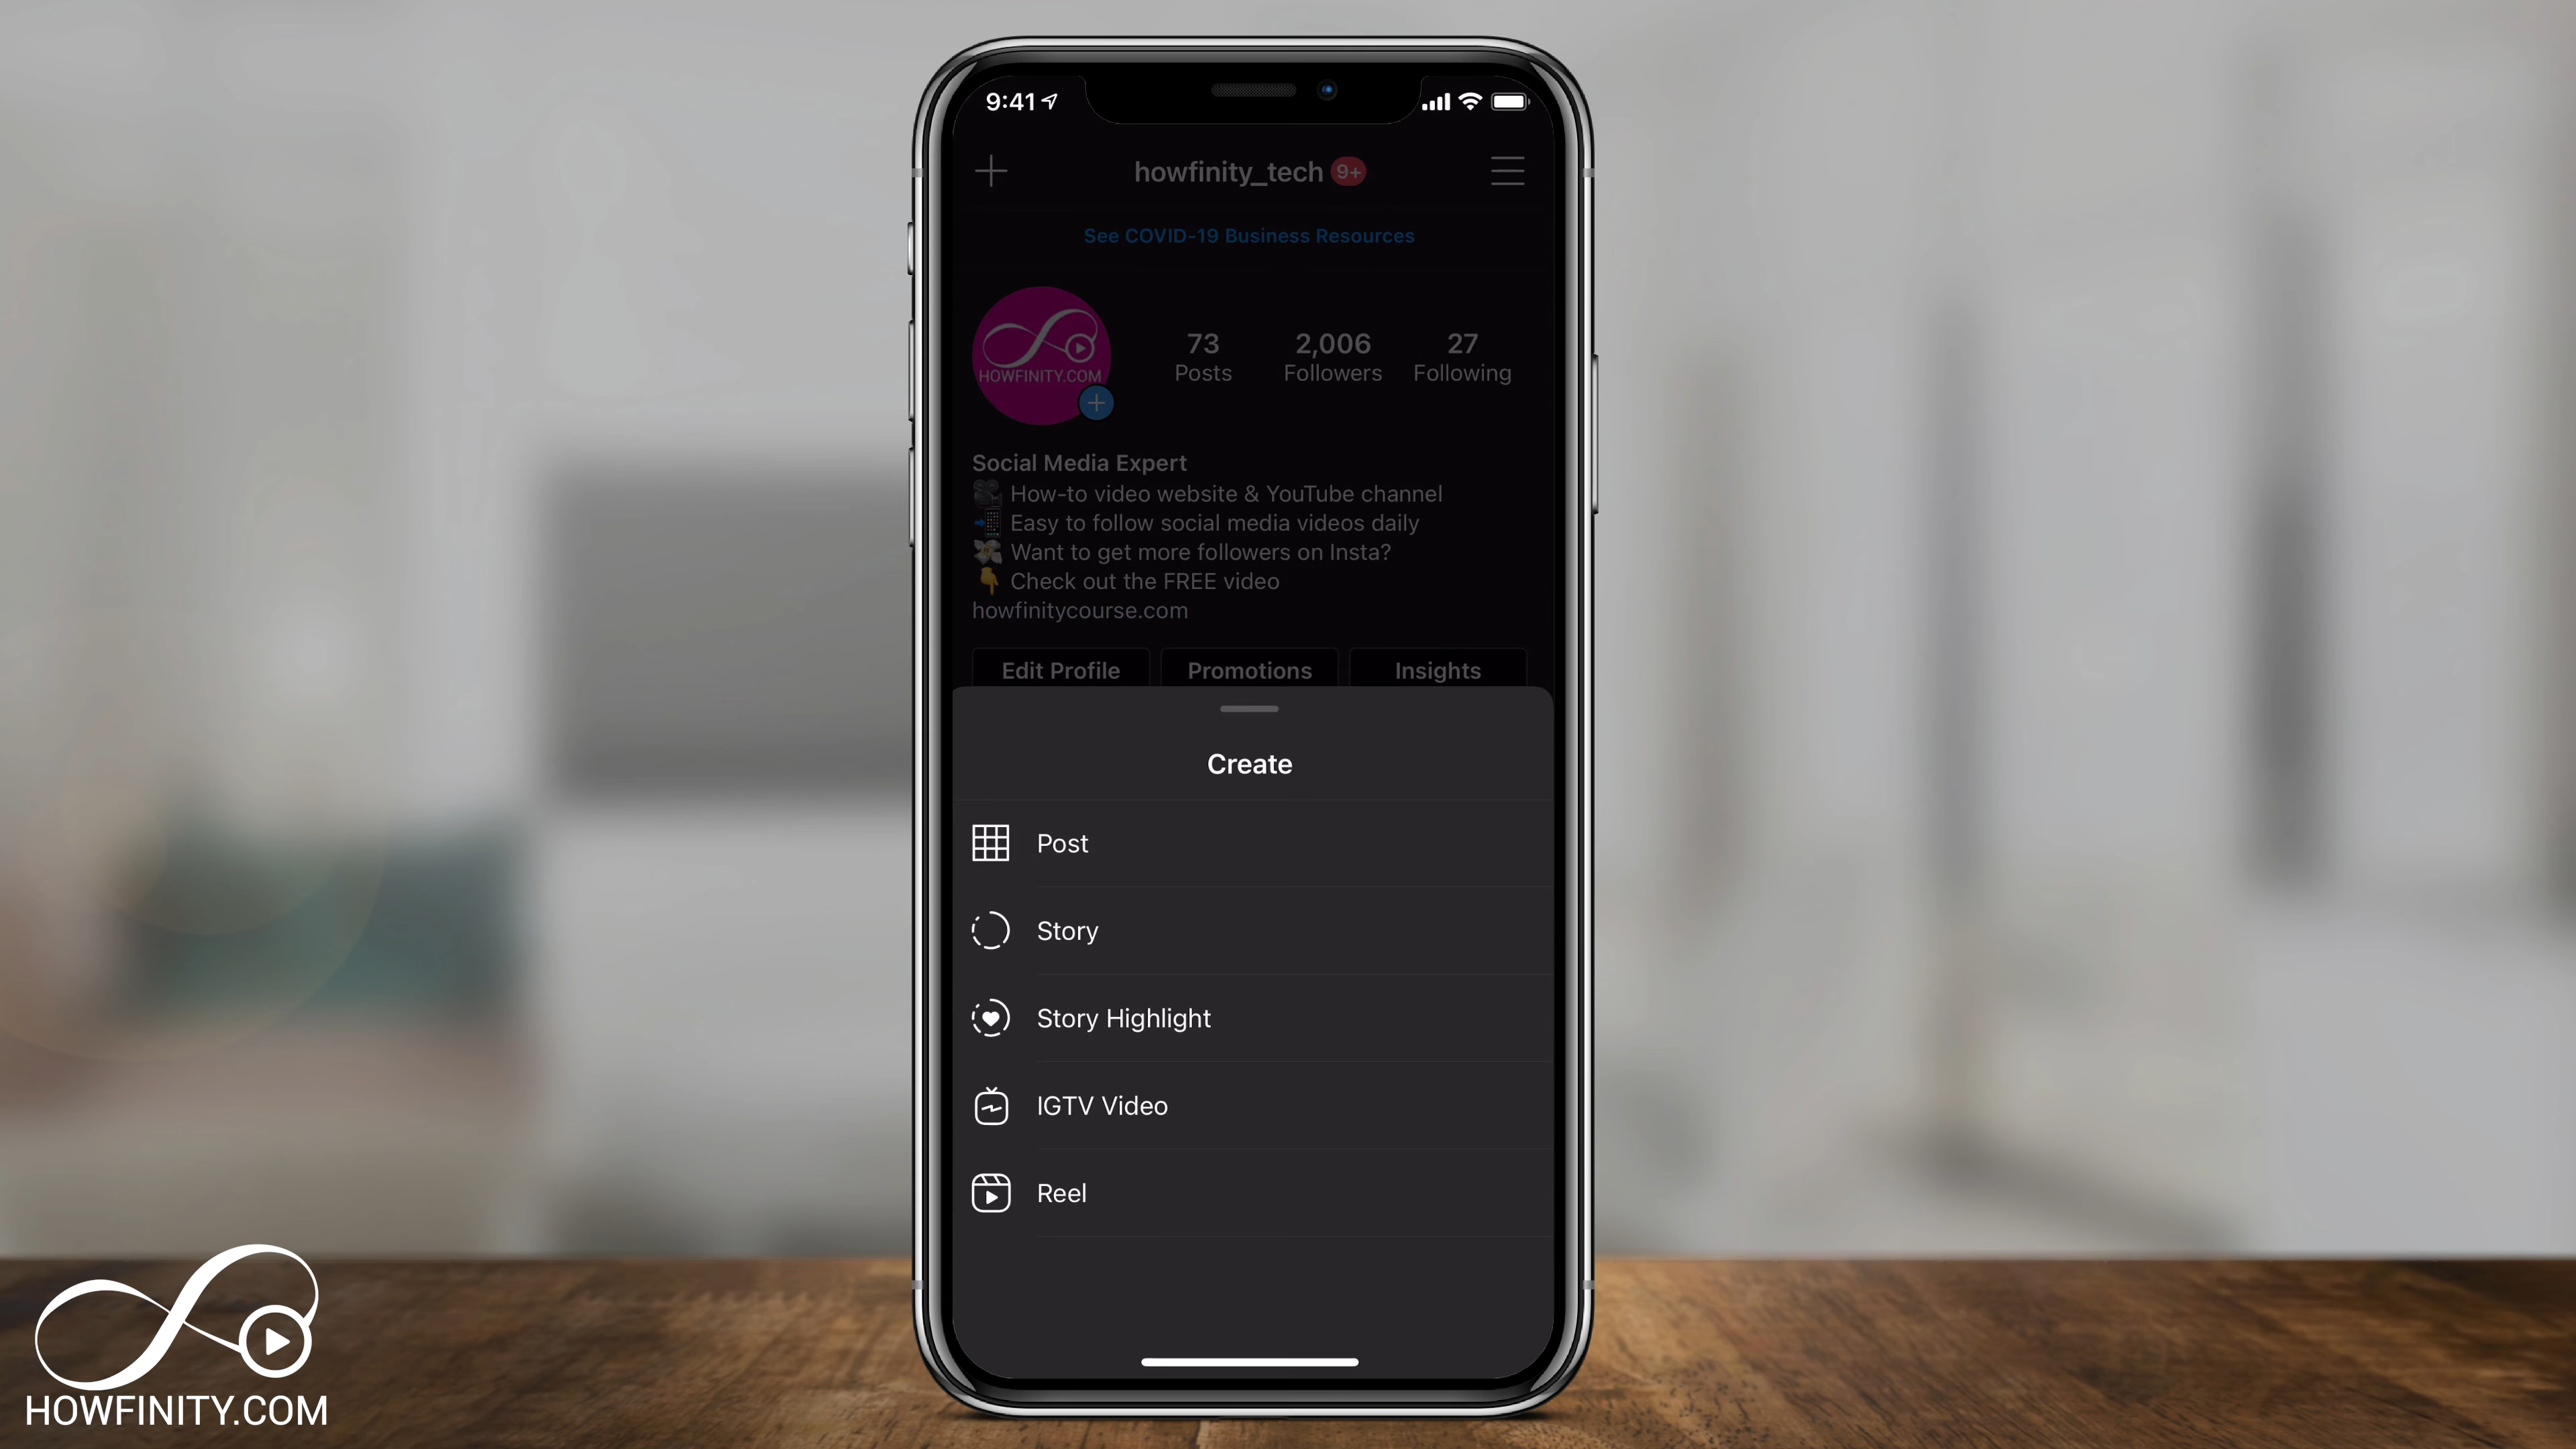 9:41
howfinity_tech 9+
See COVID-19 Business Resources
HOWFINITY.COM
73 2,006 27
Posts Followers Following
Social Media Expert
How-to video website & YouTube channel
Easy to follow social media videos daily
Want to get more followers on Insta?
Check out the FREE video
howfinitycourse.com
Edit Profile Promotions Insights
Create
Post
Story
Story Highlight
IGTV Video
Reel
HOWFINITY.COM